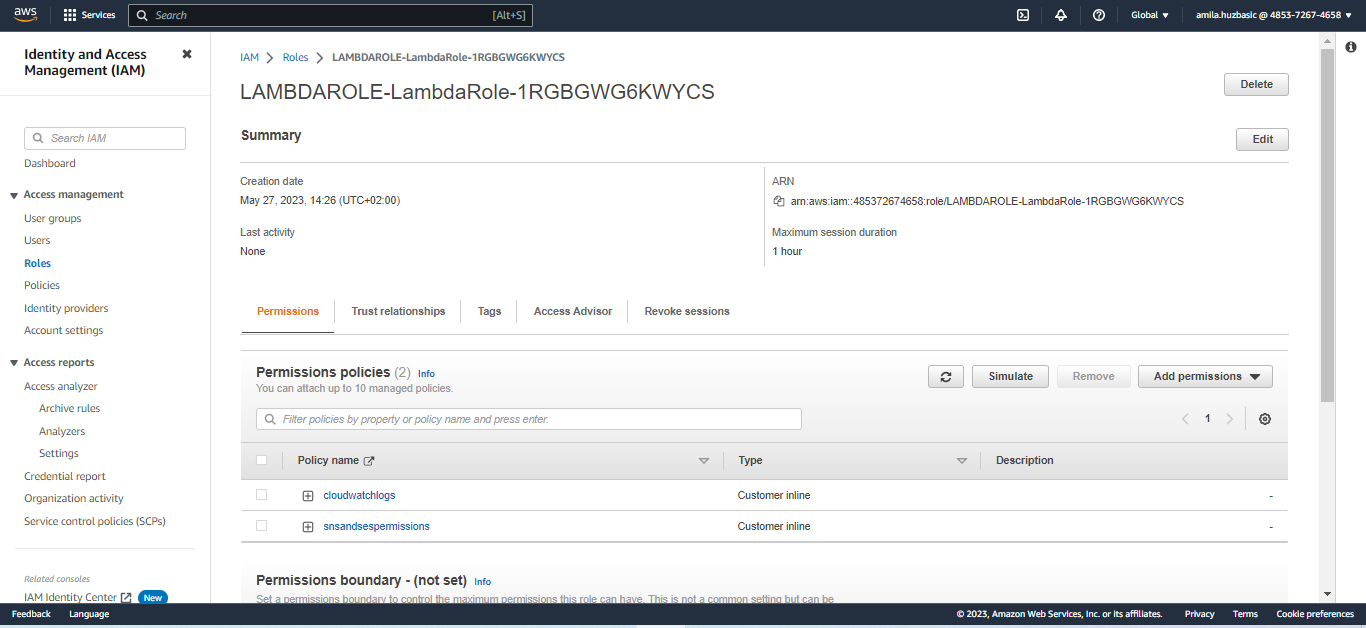 aws Services Search [Alt+S] Global amila.huzbasic @ 4853-7267-4658
Identity and Access
Management (IAM)
Search IAM
Dashboard
Access management
User groups
Users
Roles
Policies
Identity providers
Account settings
Access reports
Access analyzer
Archive rules
Analyzers
Settings
Credential report
Organization activity
Service control policies (SCPs)
Related consoles
IAM Identity Center New
IAM > Roles > LAMBDAROLE-LambdaRole-1RGBGWG6KWYCS
LAMBDAROLE-LambdaRole-1RGBGWG6KWYCS Delete
Summary Edit
Creation date
May 27, 2023, 14:26 (UTC+02:00)
Last activity
None
ARN
arn:aws:iam::485372674658:role/LAMBDAROLE-LambdaRole-1RGBGWG6KWYCS
Maximum session duration
1 hour
Permissions Trust relationships Tags Access Advisor Revoke sessions
Permissions policies (2) Info
You can attach up to 10 managed policies.
Simulate Remove Add permissions
Filter policies by property or policy name and press enter.
1
Policy name Type Description
cloudwatchlogs Customer inline -
snsandsespermissions Customer inline -
Permissions boundary - (not set) Info
Set a permissions boundary to control the maximum permissions this role can have. This is not a common setting but can be
Feedback Language © 2023, Amazon Web Services, Inc. or its affiliates. Privacy Terms Cookie preferences